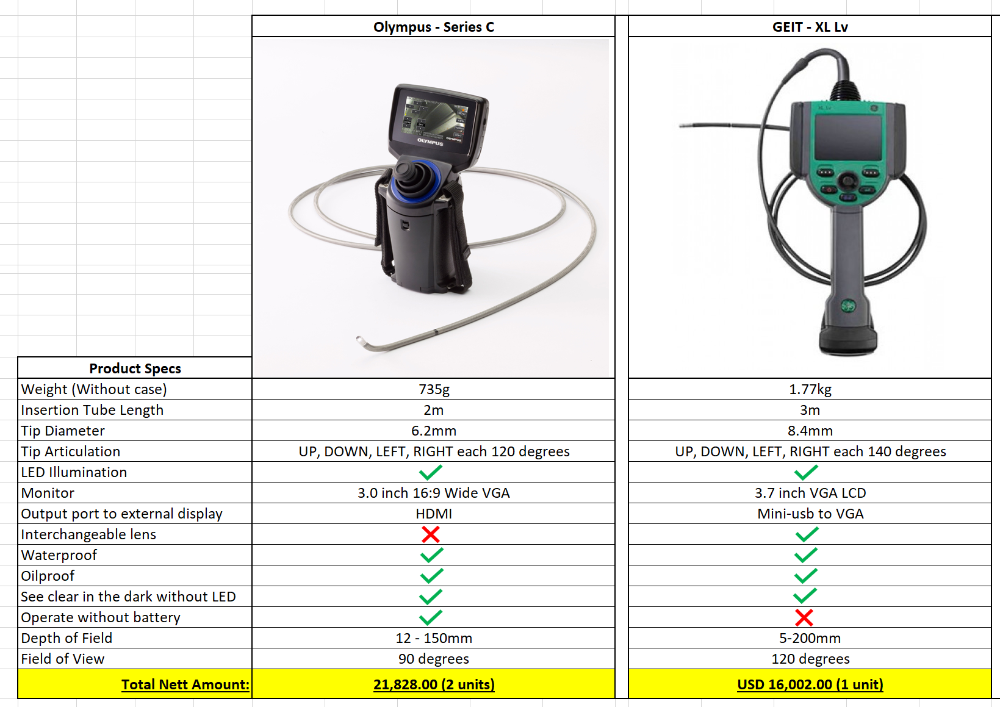 Olympus - Series C
GEIT - XL Lv
OLYMPUS
OLYMPUS
XL Lv
Product Specs
Weight (Without case) 735g 1.77kg
Insertion Tube Length 2m 3m
Tip Diameter 6.2mm 8.4mm
Tip Articulation UP, DOWN, LEFT, RIGHT each 120 degrees UP, DOWN, LEFT, RIGHT each 140 degrees
LED Illumination
Monitor 3.0 inch 16:9 Wide VGA 3.7 inch VGA LCD
Output port to external display HDMI Mini-usb to VGA
Interchangeable lens
Waterproof
Oilproof
See clear in the dark without LED
Operate without battery
Depth of Field 12 - 150mm 5-200mm
Field of View 90 degrees 120 degrees
Total Nett Amount: 21,828.00 (2 units) USD 16,002.00 (1 unit)